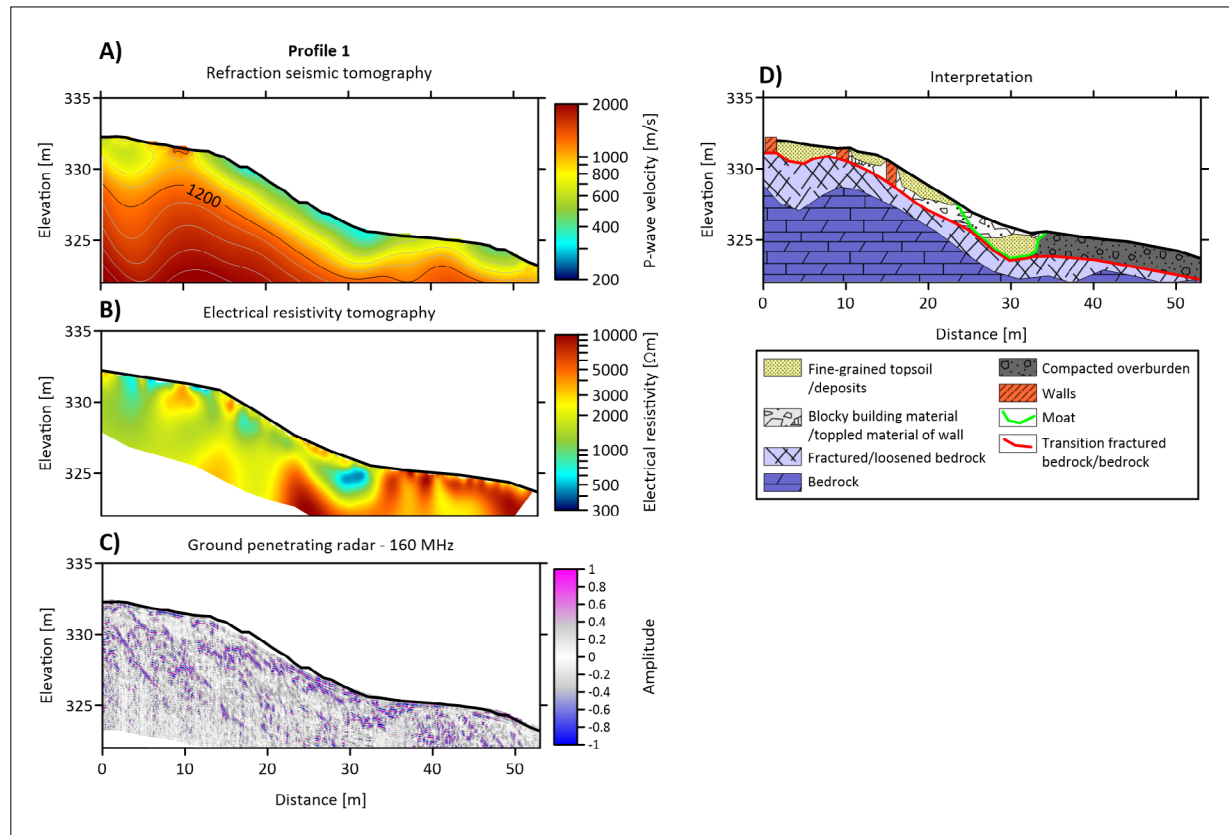 A)
Profile 1
Refraction seismic tomography
335
330
325
Elevation [m]
1200
2000
1000
800
600
400
200
P-wave velocity [m/s]
B)
Electrical resistivity tomography
335
330
325
Elevation [m]
10000
5000
3000
2000
1000
500
300
Electrical resistivity [Ωm]
C)
Ground penetrating radar - 160 MHz
335
330
325
Elevation [m]
0 10 20 30 40 50
Distance [m]
1
0.8
0.6
0.4
0.2
0
-0.2
-0.4
-0.6
-0.8
-1
Amplitude
D)
Interpretation
335
330
325
Elevation [m]
0 10 20 30 40 50
Distance [m]
Fine-grained topsoil
/deposits
Blocky building material
/toppled material of wall
Fractured/loosened bedrock
Bedrock
Compacted overburden
Walls
Moat
Transition fractured
bedrock/bedrock